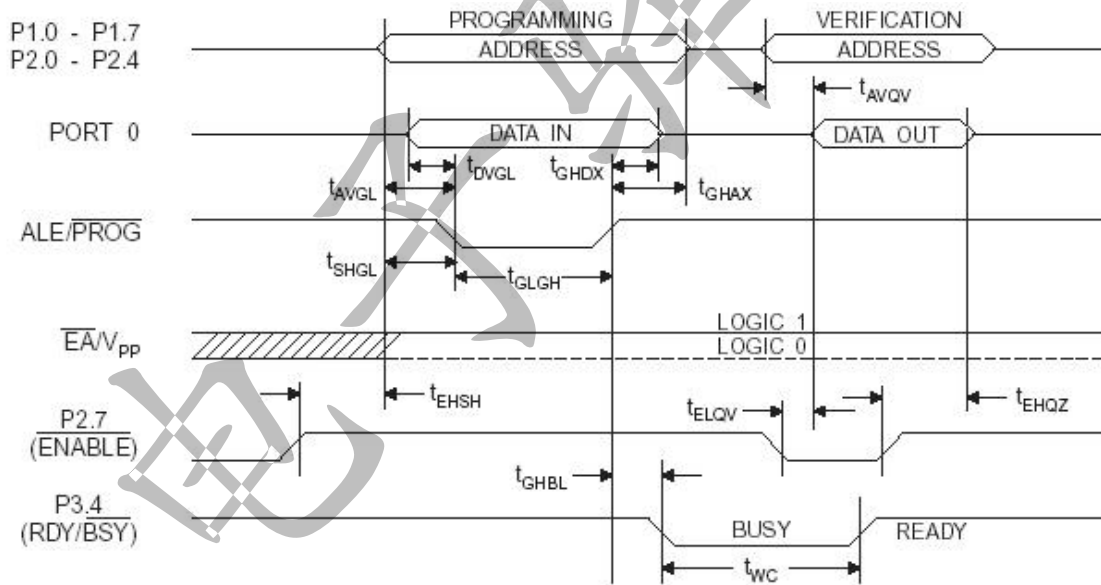 PROGRAMMING
ADDRESS
VERIFICATION
ADDRESS
P1.0 - P1.7
P2.0 - P2.4
tAVQV
PORT 0
DATA IN
DATA OUT
tDVGL
tGHDX
tAVGL
tGHAX
ALE/PROG
tSHGL
tGLGH
LOGIC 1
LOGIC 0
EA/VPP
tEHSH
tELQV
tEHQZ
P2.7
(ENABLE)
tGHBL
P3.4
(RDY/BSY)
BUSY
READY
tWC
电子